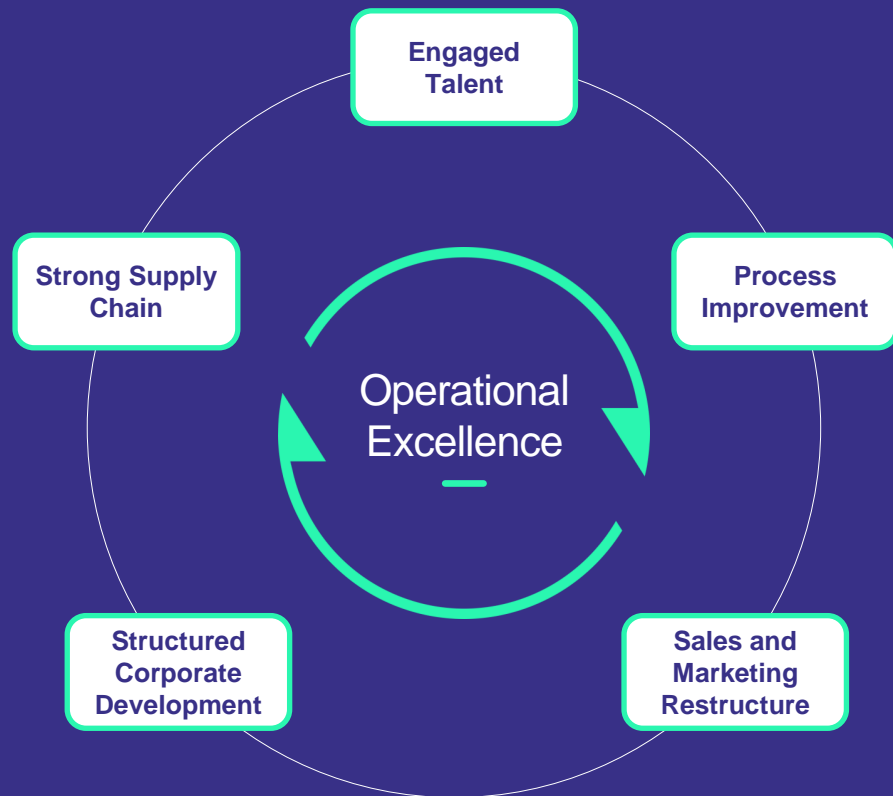 Engaged
Talent
Strong Supply
Chain
Process
Improvement
Operational
Excellence
Structured
Corporate
Development
Sales and
Marketing
Restructure